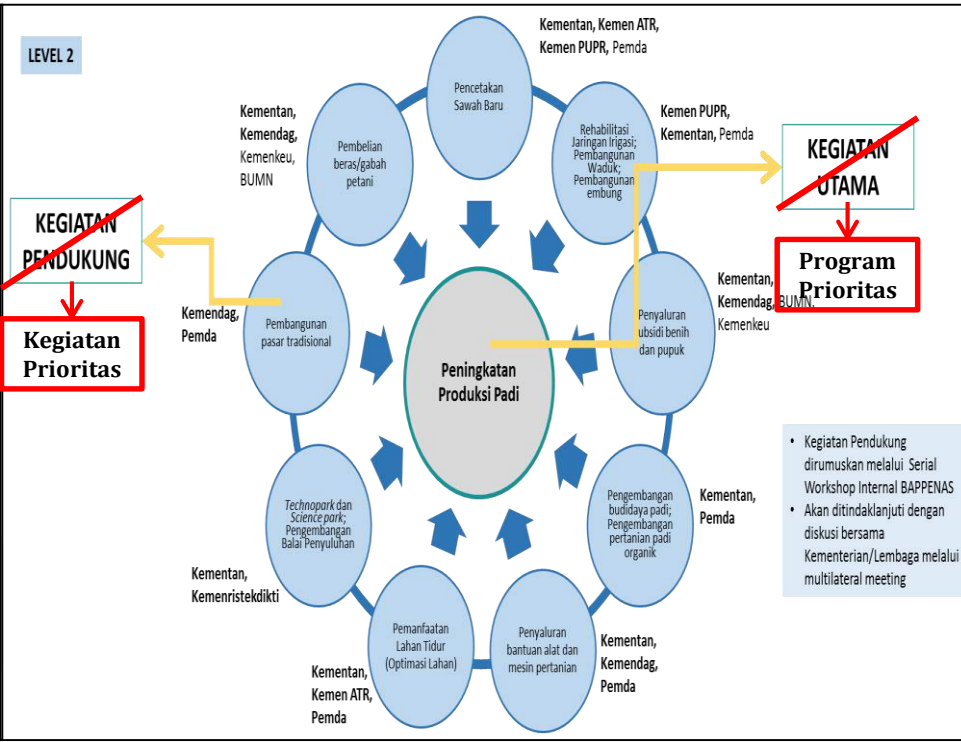 LEVEL 2
Kementan, Kemen ATR,
Kemen PUPR, Pemda
Pencetakan
Sawah Baru
Kemen PUPR,
Kementan, Pemda
Rehabilitasi
Jaringan Irigasi;
Pembangunan
Waduk;
Pembangunan
embung
KEGIATAN
UTAMA
Program
Prioritas
Kementan,
Kemendag,
Kemenkeu,
BUMN
Pembelian
beras/gabah
petani
KEGIATAN
PENDUKUNG
Kegiatan
Prioritas
Kemendag,
Pemda
Pembangunan
pasar tradisional
Peningkatan
Produksi Padi
Penyaluran
subsidi benih
dan pupuk
Kementan,
Kemendag, BUMN,
Kemenkeu
Technopark dan
Science park;
Pengembangan
Balai Penyuluhan
Kementan,
Kemenristekdikti
Pengembangan
budidaya padi;
Pengembangan
pertanian padi
organik
Kementan,
Pemda
Pemanfaatan
Lahan Tidur
(Optimasi Lahan)
Kementan,
Kemen ATR,
Pemda
Penyaluran
bantuan alat dan
mesin pertanian
Kementan,
Kemendag,
Pemda
• Kegiatan Pendukung
dirumuskan melalui Serial
Workshop Internal BAPPENAS
• Akan ditindaklanjuti dengan
diskusi bersama
Kementerian/Lembaga melalui
multilateral meeting